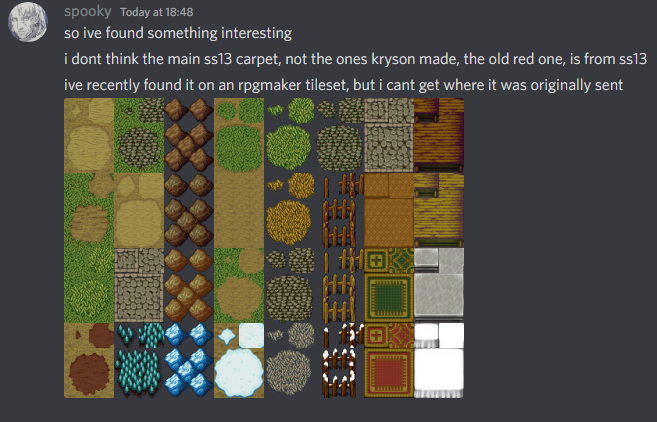 spooky Today at 18:48
so ive found something interesting
i dont think the main ss13 carpet, not the ones kryson made, the old red one, is from ss13
ive recently found it on an rpgmaker tileset, but i cant get where it was originally sent